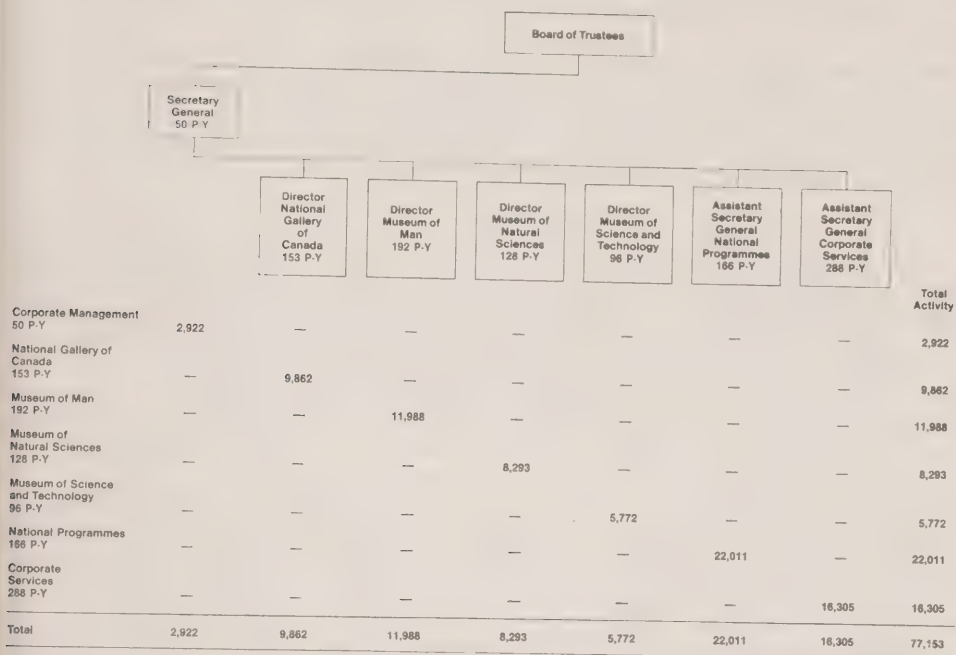 Board of Trustees
Secretary
General
50 P-Y
Director
National
Gallery
of
Canada
153 P-Y
Director
Museum of
Man
192 P-Y
Director
Museum of
Natural
Sciences
128 P-Y
Director
Museum of
Science and
Technology
96 P-Y
Assistant
Secretary
General
National
Programmes
166 P-Y
Assistant
Secretary
General
Corporate
Services
288 P-Y
Total
Activity
Corporate Management
50 P-Y 2,922 — — — — — — 2,922
National Gallery of
Canada
153 P-Y — 9,862 — — — — — 9,862
Museum of Man
192 P-Y — — 11,988 — — — — 11,988
Museum of
Natural Sciences
128 P-Y — — — 8,293 — — — 8,293
Museum of Science
and Technology
96 P-Y — — — — 5,772 — — 5,772
National Programmes
166 P-Y — — — — — 22,011 — 22,011
Corporate
Services
288 P-Y — — — — — — 16,305 16,305
Total 2,922 9,862 11,988 8,293 5,772 22,011 16,305 77,153